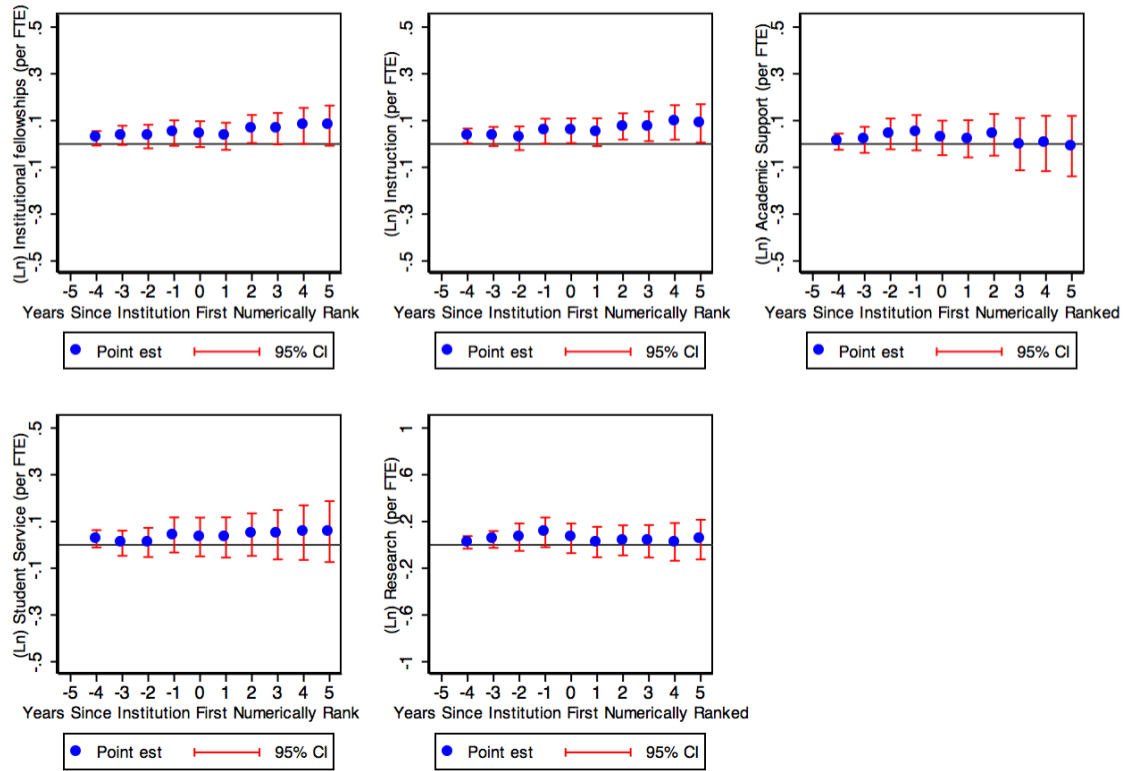 (Ln) Institutional fellowships (per FTE)
.5
.3
.1
-.1
-.3
-.5
-5 -4 -3 -2 -1 0 1 2 3 4 5
Years Since Institution First Numerically Rank
Point est 95% CI
(Ln) Instruction (per FTE)
.5
.3
.1
-.1
-.3
-.5
-5 -4 -3 -2 -1 0 1 2 3 4 5
Years Since Institution First Numerically Rank
Point est 95% CI
(Ln) Academic Support (per FTE)
.5
.3
.1
-.1
-.3
-.5
-5 -4 -3 -2 -1 0 1 2 3 4 5
Years Since Institution First Numerically Ranked
Point est 95% CI
(Ln) Student Service (per FTE)
.5
.3
.1
-.1
-.3
-.5
-5 -4 -3 -2 -1 0 1 2 3 4 5
Years Since Institution First Numerically Rank
Point est 95% CI
(Ln) Research (per FTE)
1
.6
.2
-.2
-.6
-1
-5 -4 -3 -2 -1 0 1 2 3 4 5
Years Since Institution First Numerically Ranked
Point est 95% CI